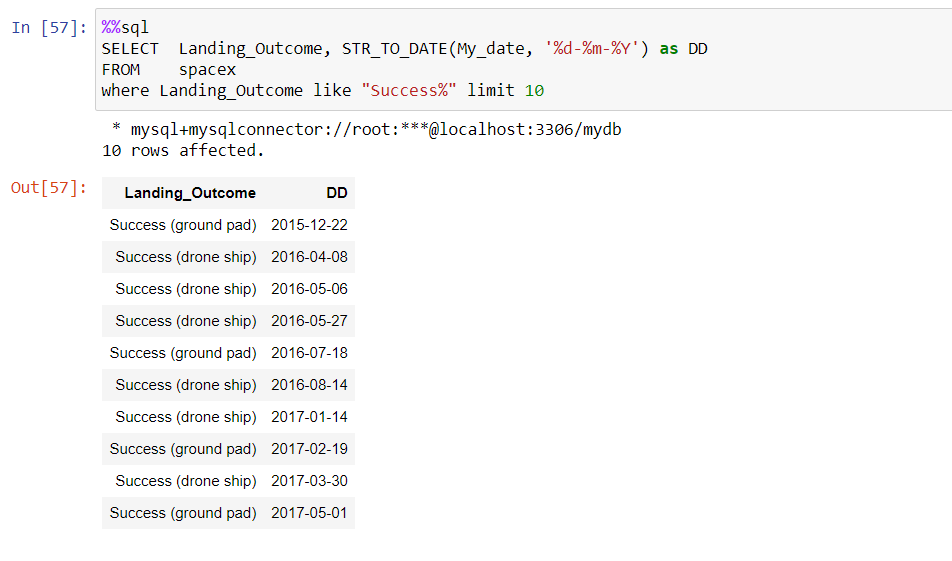 In [57]: %%sql
SELECT  Landing_Outcome, STR_TO_DATE(My_date, '%d-%m-%Y') as DD
FROM    spacex
where Landing_Outcome like "Success%" limit 10
* mysql+mysqlconnector://root:***@localhost:3306/mydb
10 rows affected.
Out[57]:
Landing_Outcome DD
Success (ground pad) 2015-12-22
Success (drone ship) 2016-04-08
Success (drone ship) 2016-05-06
Success (drone ship) 2016-05-27
Success (ground pad) 2016-07-18
Success (drone ship) 2016-08-14
Success (drone ship) 2017-01-14
Success (ground pad) 2017-02-19
Success (drone ship) 2017-03-30
Success (ground pad) 2017-05-01